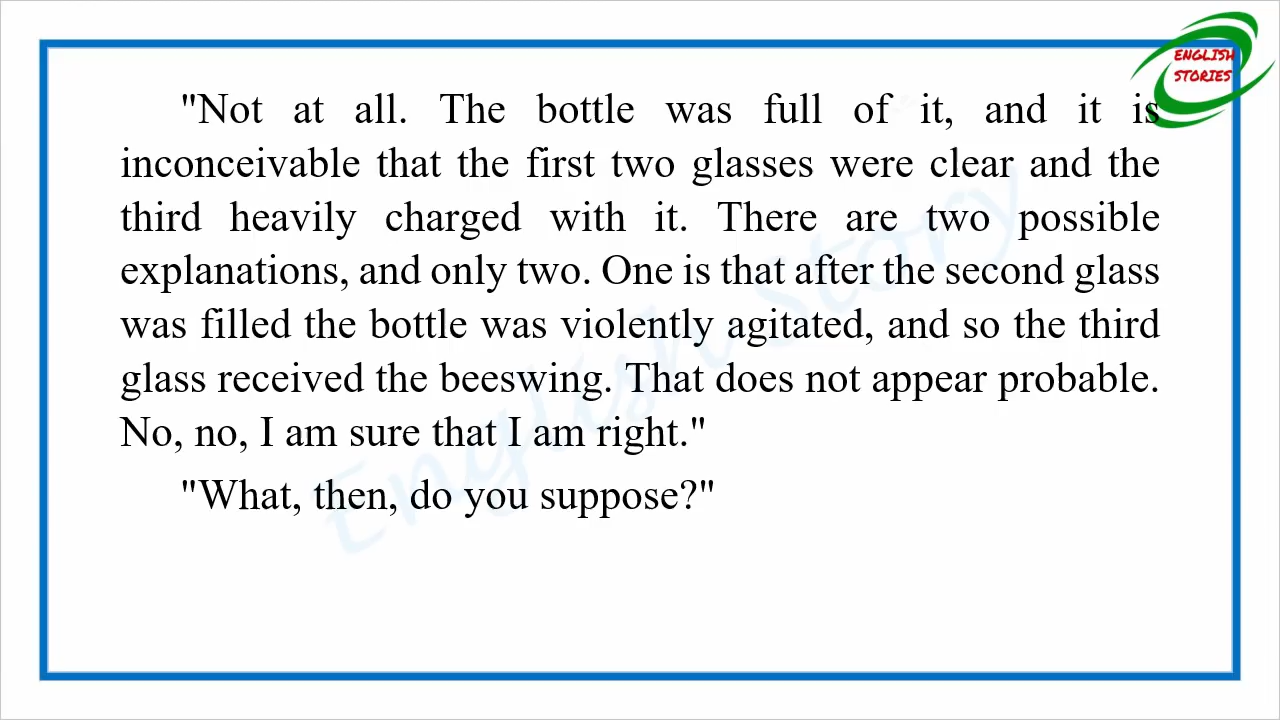 ENGLISH
STORIES
"Not at all. The bottle was full of it, and it is
inconceivable that the first two glasses were clear and the
third heavily charged with it. There are two possible
explanations, and only two. One is that after the second glass
was filled the bottle was violently agitated, and so the third
glass received the beeswing. That does not appear probable.
No, no, I am sure that I am right."
"What, then, do you suppose?"
English Story